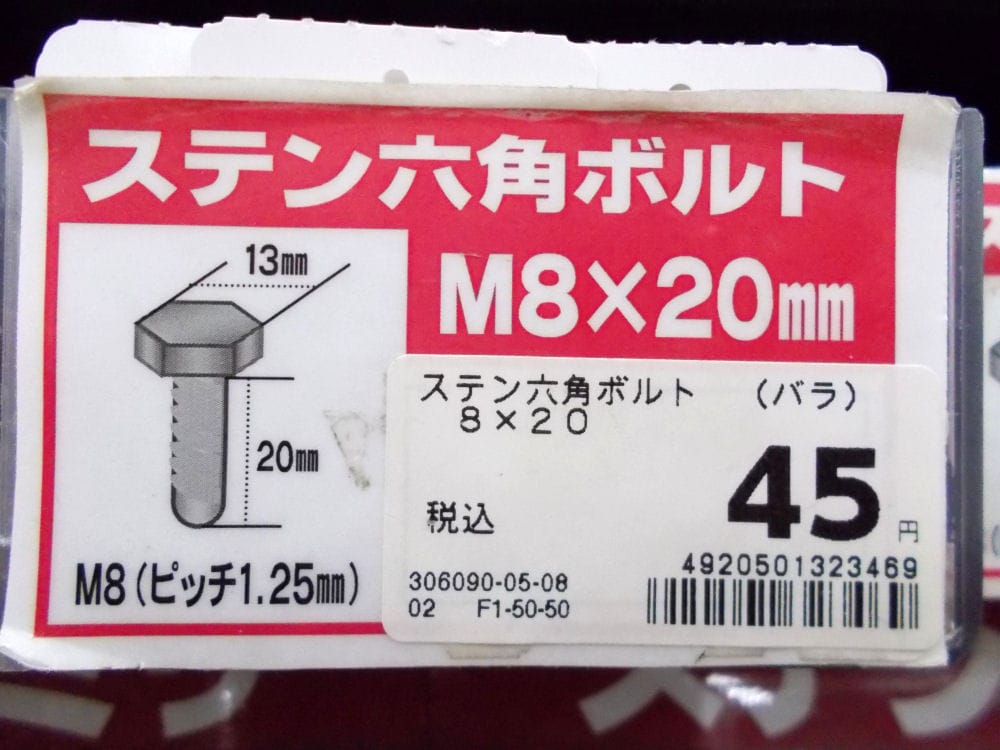 ステン六角ボルト
M8×20mm
13mm
20mm
M8(ピッチ1.25mm)
ステン六角ボルト (バラ)
8×20
45円
税込
4920501323469
306090-05-08
02 F1-50-50